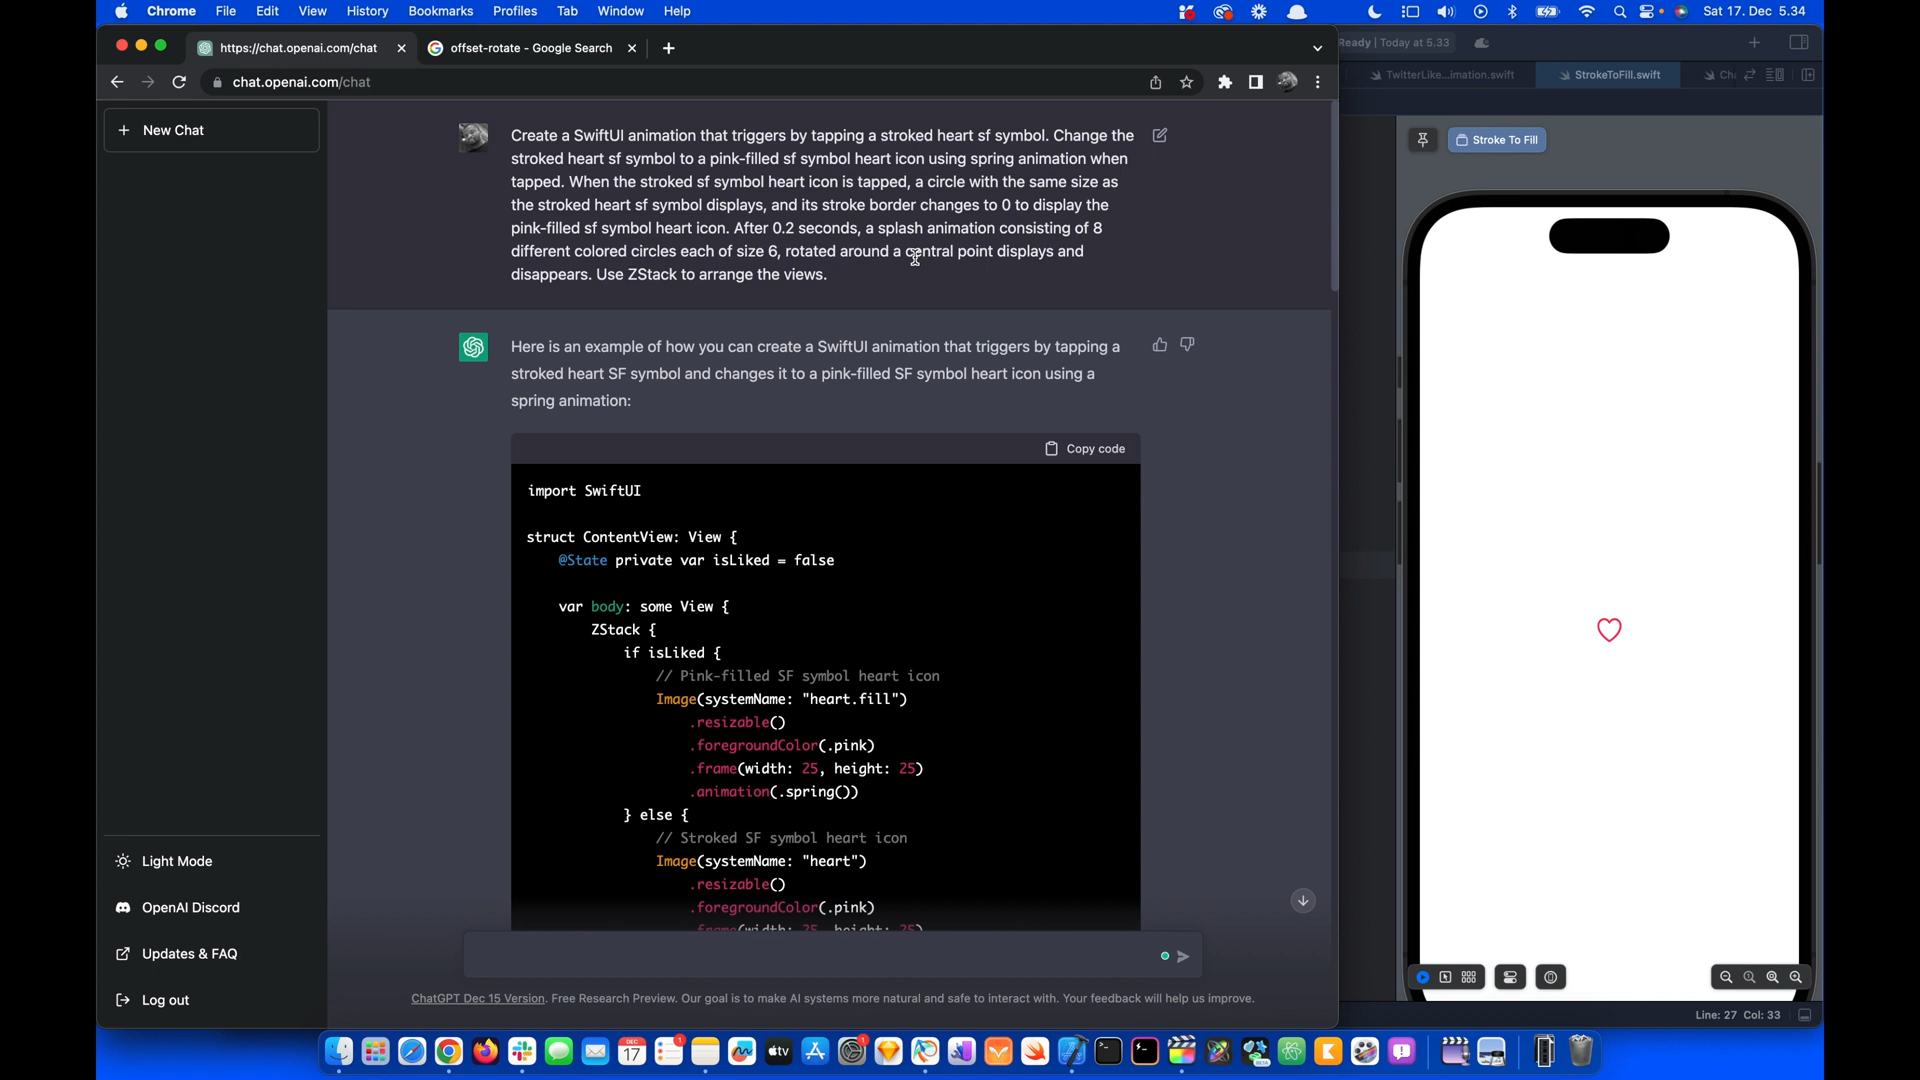 Chrome File Edit View History Bookmarks Profiles Tab Window Help
Sat 17. Dec 5.34
https://chat.openai.com/chat
offset-rotate - Google Search
chat.openai.com/chat
New Chat
Create a SwiftUI animation that triggers by tapping a stroked heart sf symbol. Change the
stroked heart sf symbol to a pink-filled sf symbol heart icon using spring animation when
tapped. When the stroked sf symbol heart icon is tapped, a circle with the same size as
the stroked heart sf symbol displays, and its stroke border changes to 0 to display the
pink-filled sf symbol heart icon. After 0.2 seconds, a splash animation consisting of 8
different colored circles each of size 6, rotated around a central point displays and
disappears. Use ZStack to arrange the views.
Here is an example of how you can create a SwiftUI animation that triggers by tapping a
stroked heart SF symbol and changes it to a pink-filled SF symbol heart icon using a
spring animation:
Copy code
import SwiftUI
struct ContentView: View {
@State private var isLiked = false
var body: some View {
ZStack {
if isLiked {
// Pink-filled SF symbol heart icon
Image(systemName: "heart.fill")
.resizable()
.foregroundColor(.pink)
.frame(width: 25, height: 25)
.animation(.spring())
} else {
// Stroked SF symbol heart icon
Image(systemName: "heart")
.resizable()
.foregroundColor(.pink)
.frame(width: 25, height: 25)
Light Mode
OpenAI Discord
Updates & FAQ
Log out
ChatGPT Dec 15 Version. Free Research Preview. Our goal is to make AI systems more natural and safe to interact with. Your feedback will help us improve.
Ready | Today at 5.33
TwitterLike...imation.swift
StrokeToFill.swift
Stroke To Fill
Line: 27 Col: 33
DEC
17
1
tv
1
BETA